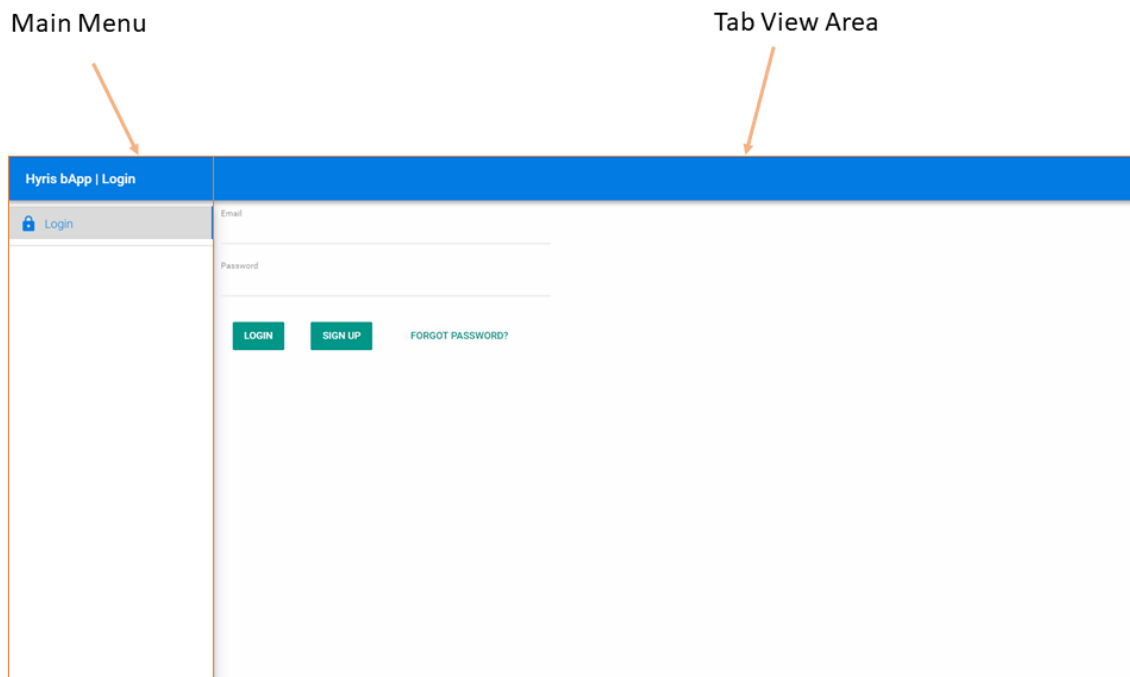 Main Menu
Tab View Area
Hyris bApp | Login
Login
Email
Password
LOGIN
SIGN UP
FORGOT PASSWORD?